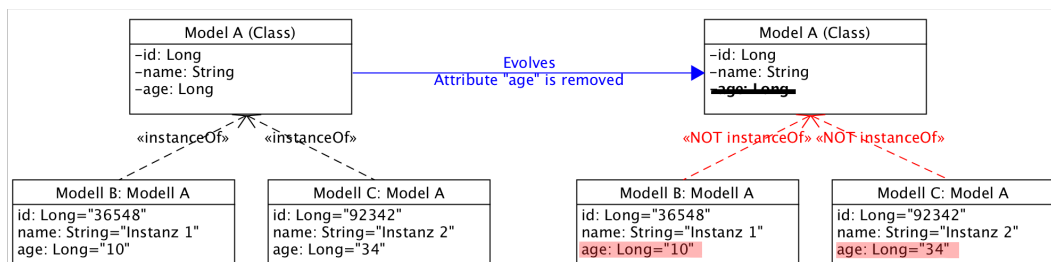 Model A (Class)
-id: Long
-name: String
-age: Long
Evolves
Attribute "age" is removed
Model A (Class)
-id: Long
-name: String
-age: Long
«instanceOf»
«instanceOf»
«NOT instanceOf»
«NOT instanceOf»
Modell B: Modell A
id: Long="36548"
name: String="Instanz 1"
age: Long="10"
Modell C: Model A
id: Long="92342"
name: String="Instanz 2"
age: Long="34"
Modell B: Modell A
id: Long="36548"
name: String="Instanz 1"
age: Long="10"
Modell C: Model A
id: Long="92342"
name: String="Instanz 2"
age: Long="34"